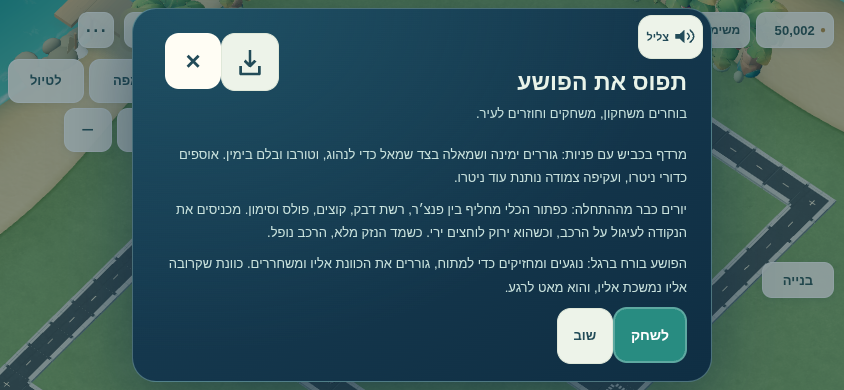 50,002
משימ
צליל
...
מפה
לטיול
–
בנייה
תפוס את הפושע
בוחרים משחקון, משחקים וחוזרים לעיר.
מרדף בכביש עם פניות: גוררים ימינה ושמאלה בצד שמאל כדי לנהוג, וטורבו ובלם בימין. אוספים
כדורי ניטרו, ועקיפה צמודה נותנת עוד ניטרו.
יורים כבר מההתחלה: כפתור הכלי מחליף בין פנצ׳ר, רשת דבק, קוצים, פולס וסימון. מכניסים את
הנקודה לעיגול על הרכב, וכשהוא ירוק לוחצים ירי. כשמד הנזק מלא, הרכב נופל.
הפושע בורח ברגל: נוגעים ומחזיקים כדי למתוח, גוררים את הכוונת אליו ומשחררים. כוונת שקרובה
אליו נמשכת אליו, והוא מאט לרגע.
לשחק
שוב